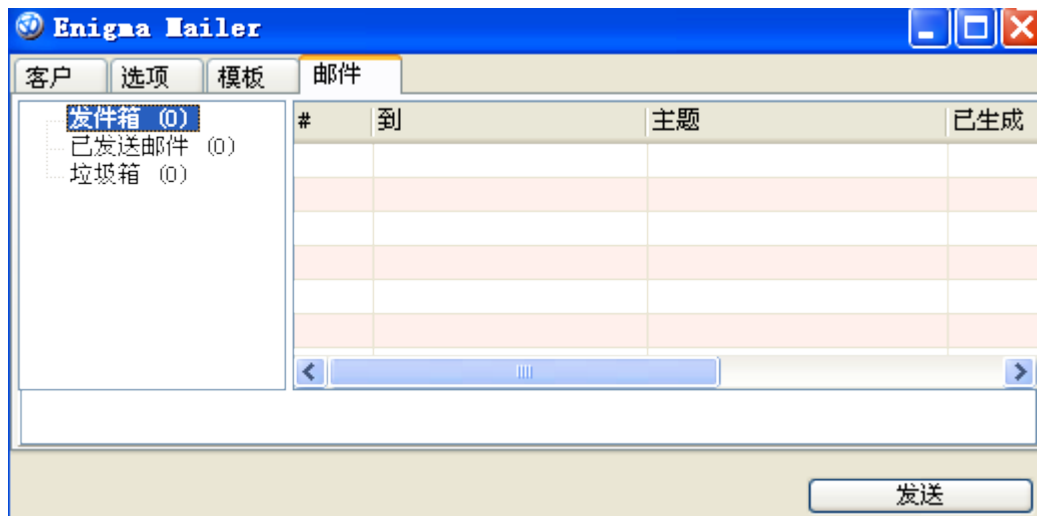 Enigma Mailer
客户 选项 模板 邮件
发件箱 (0)
已发送邮件 (0)
垃圾箱 (0)
# 到 主题 已生成
发送